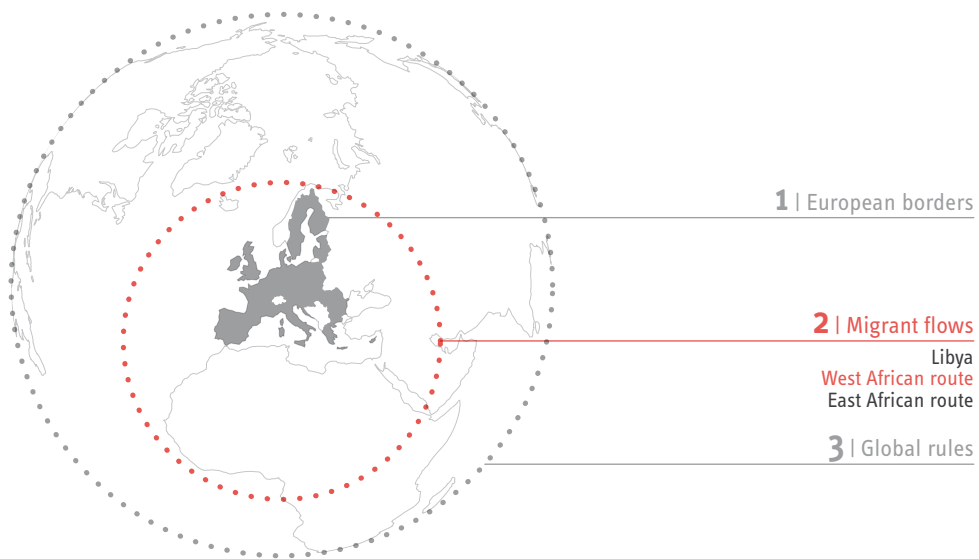 1 | European borders
2 | Migrant flows
Libya
West African route
East African route
3 | Global rules